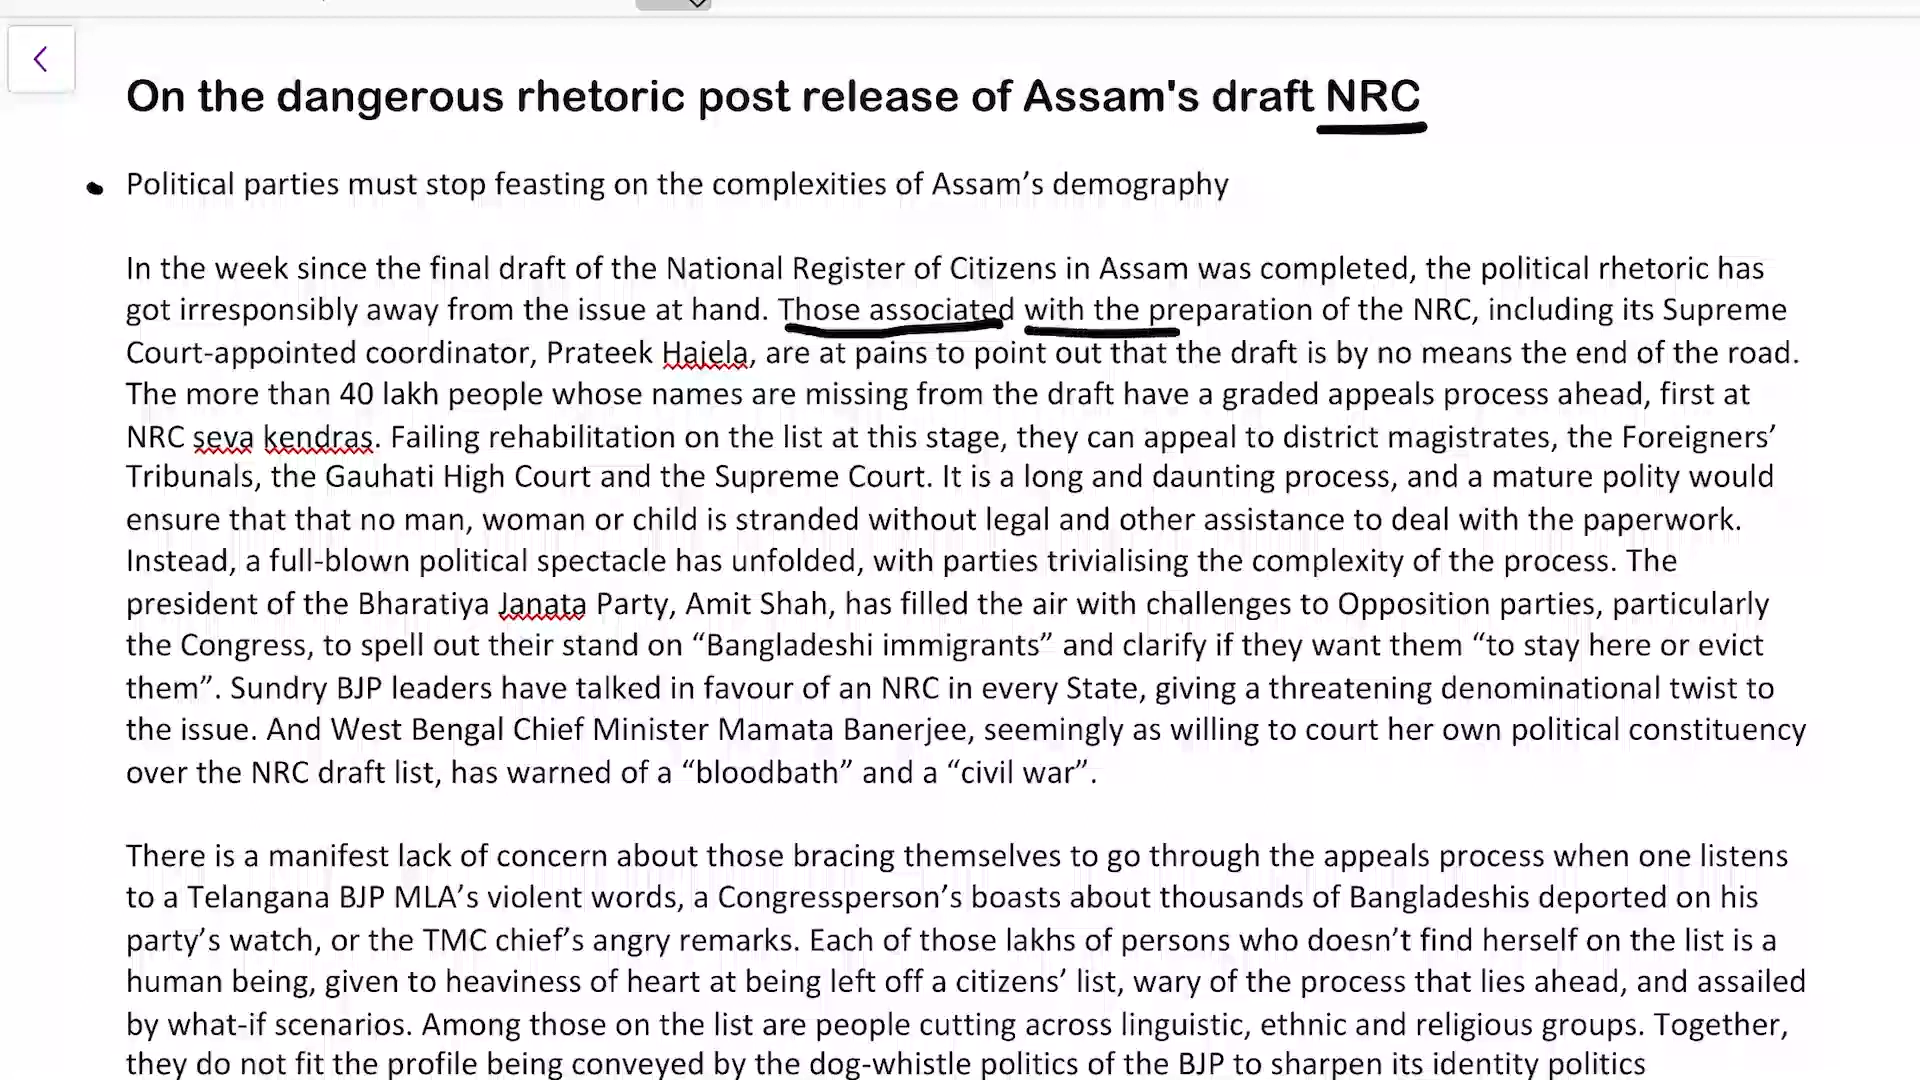 On the dangerous rhetoric post release of Assam's draft NRC
Political parties must stop feasting on the complexities of Assam’s demography
In the week since the final draft of the National Register of Citizens in Assam was completed, the political rhetoric has
got irresponsibly away from the issue at hand. Those associated with the preparation of the NRC, including its Supreme
Court-appointed coordinator, Prateek Hajela, are at pains to point out that the draft is by no means the end of the road.
The more than 40 lakh people whose names are missing from the draft have a graded appeals process ahead, first at
NRC seva kendras. Failing rehabilitation on the list at this stage, they can appeal to district magistrates, the Foreigners’
Tribunals, the Gauhati High Court and the Supreme Court. It is a long and daunting process, and a mature polity would
ensure that that no man, woman or child is stranded without legal and other assistance to deal with the paperwork.
Instead, a full-blown political spectacle has unfolded, with parties trivialising the complexity of the process. The
president of the Bharatiya Janata Party, Amit Shah, has filled the air with challenges to Opposition parties, particularly
the Congress, to spell out their stand on “Bangladeshi immigrants” and clarify if they want them “to stay here or evict
them”. Sundry BJP leaders have talked in favour of an NRC in every State, giving a threatening denominational twist to
the issue. And West Bengal Chief Minister Mamata Banerjee, seemingly as willing to court her own political constituency
over the NRC draft list, has warned of a “bloodbath” and a “civil war”.
There is a manifest lack of concern about those bracing themselves to go through the appeals process when one listens
to a Telangana BJP MLA’s violent words, a Congressperson’s boasts about thousands of Bangladeshis deported on his
party’s watch, or the TMC chief’s angry remarks. Each of those lakhs of persons who doesn’t find herself on the list is a
human being, given to heaviness of heart at being left off a citizens’ list, wary of the process that lies ahead, and assailed
by what-if scenarios. Among those on the list are people cutting across linguistic, ethnic and religious groups. Together,
they do not fit the profile being conveyed by the dog-whistle politics of the BJP to sharpen its identity politics